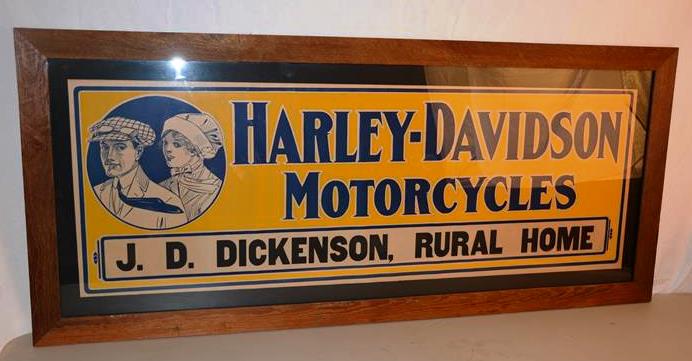 HARLEY-DAVIDSON
MOTORCYCLES
J. D. DICKENSON, RURAL HOME